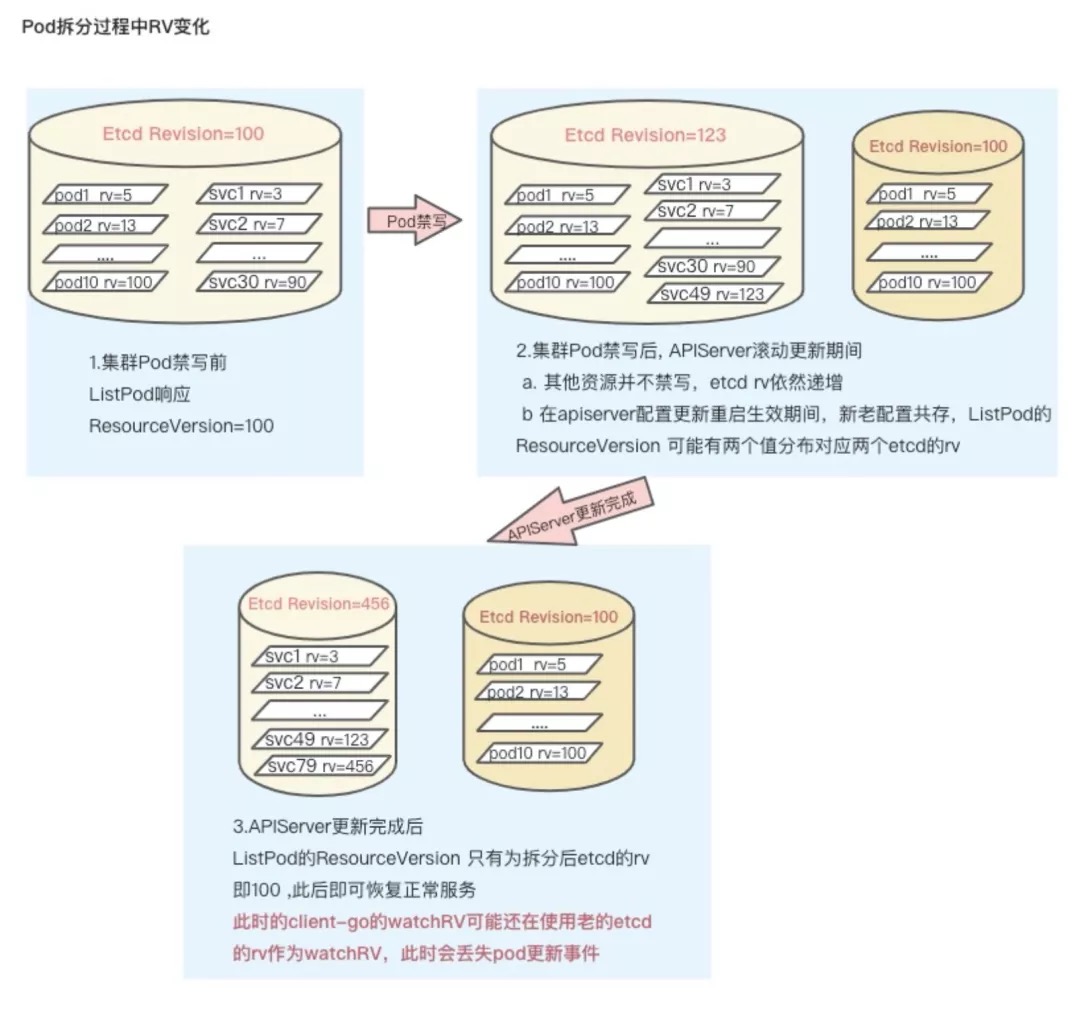 Pod拆分过程中RV变化
Etcd Revision=100
pod1 rv=5
pod2 rv=13
....
pod10 rv=100
svc1 rv=3
svc2 rv=7
...
svc30 rv=90
1.集群Pod禁写前
ListPod响应
ResourceVersion=100
Pod禁写
Etcd Revision=123
pod1 rv=5
pod2 rv=13
....
pod10 rv=100
svc1 rv=3
svc2 rv=7
...
svc30 rv=90
svc49 rv=123
Etcd Revision=100
pod1 rv=5
pod2 rv=13
....
pod10 rv=100
2.集群Pod禁写后, APIServer滚动更新期间
a. 其他资源并不禁写，etcd rv依然递增
b 在apiserver配置更新重启生效期间，新老配置共存，ListPod的
ResourceVersion 可能有两个值分布对应两个etcd的rv
APIServer更新完成
Etcd Revision=456
svc1 rv=3
svc2 rv=7
...
svc49 rv=123
svc79 rv=456
Etcd Revision=100
pod1 rv=5
pod2 rv=13
....
pod10 rv=100
3.APIServer更新完成后
ListPod的ResourceVersion 只有为拆分后etcd的rv
即100 ,此后即可恢复正常服务
此时的client-go的watchRV可能还在使用老的etcd
的rv作为watchRV，此时会丢失pod更新事件